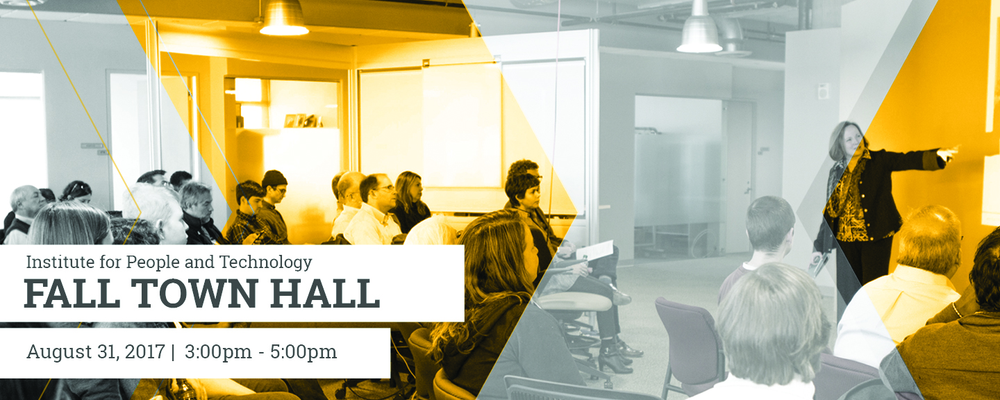 Institute for People and Technology
FALL TOWN HALL
August 31, 2017 | 3:00pm - 5:00pm